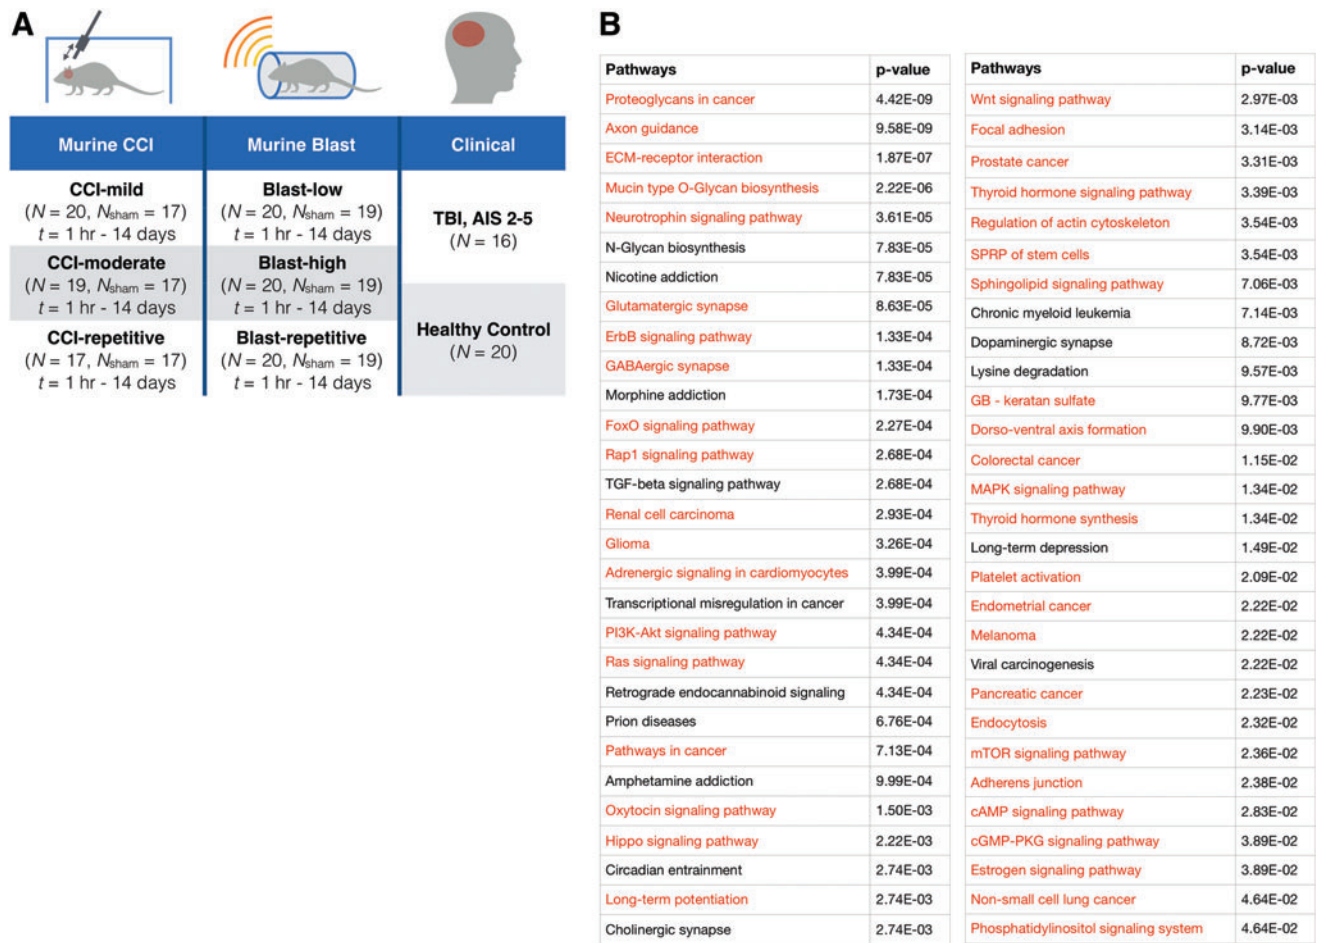 A
Murine CCI
Murine Blast
Clinical
CCI-mild
(N = 20, Nsham = 17)
t = 1 hr - 14 days
Blast-low
(N = 20, Nsham = 19)
t = 1 hr - 14 days
TBI, AIS 2-5
(N = 16)
CCI-moderate
(N = 19, Nsham = 17)
t = 1 hr - 14 days
Blast-high
(N = 20, Nsham = 19)
t = 1 hr - 14 days
Healthy Control
(N = 20)
CCI-repetitive
(N = 17, Nsham = 17)
t = 1 hr - 14 days
Blast-repetitive
(N = 20, Nsham = 19)
t = 1 hr - 14 days
B
Pathways p-value
Proteoglycans in cancer 4.42E-09
Axon guidance 9.58E-09
ECM-receptor interaction 1.87E-07
Mucin type O-Glycan biosynthesis 2.22E-06
Neurotrophin signaling pathway 3.61E-05
N-Glycan biosynthesis 7.83E-05
Nicotine addiction 7.83E-05
Glutamatergic synapse 8.63E-05
ErbB signaling pathway 1.33E-04
GABAergic synapse 1.33E-04
Morphine addiction 1.73E-04
FoxO signaling pathway 2.27E-04
Rap1 signaling pathway 2.68E-04
TGF-beta signaling pathway 2.68E-04
Renal cell carcinoma 2.93E-04
Glioma 3.26E-04
Adrenergic signaling in cardiomyocytes 3.99E-04
Transcriptional misregulation in cancer 3.99E-04
PI3K-Akt signaling pathway 4.34E-04
Ras signaling pathway 4.34E-04
Retrograde endocannabinoid signaling 4.34E-04
Prion diseases 6.76E-04
Pathways in cancer 7.13E-04
Amphetamine addiction 9.99E-04
Oxytocin signaling pathway 1.50E-03
Hippo signaling pathway 2.22E-03
Circadian entrainment 2.74E-03
Long-term potentiation 2.74E-03
Cholinergic synapse 2.74E-03
Pathways p-value
Wnt signaling pathway 2.97E-03
Focal adhesion 3.14E-03
Prostate cancer 3.31E-03
Thyroid hormone signaling pathway 3.39E-03
Regulation of actin cytoskeleton 3.54E-03
SPRP of stem cells 3.54E-03
Sphingolipid signaling pathway 7.06E-03
Chronic myeloid leukemia 7.14E-03
Dopaminergic synapse 8.72E-03
Lysine degradation 9.57E-03
GB - keratan sulfate 9.77E-03
Dorso-ventral axis formation 9.90E-03
Colorectal cancer 1.15E-02
MAPK signaling pathway 1.34E-02
Thyroid hormone synthesis 1.34E-02
Long-term depression 1.49E-02
Platelet activation 2.09E-02
Endometrial cancer 2.22E-02
Melanoma 2.22E-02
Viral carcinogenesis 2.22E-02
Pancreatic cancer 2.23E-02
Endocytosis 2.32E-02
mTOR signaling pathway 2.36E-02
Adherens junction 2.38E-02
cAMP signaling pathway 2.83E-02
cGMP-PKG signaling pathway 3.89E-02
Estrogen signaling pathway 3.89E-02
Non-small cell lung cancer 4.64E-02
Phosphatidylinositol signaling system 4.64E-02